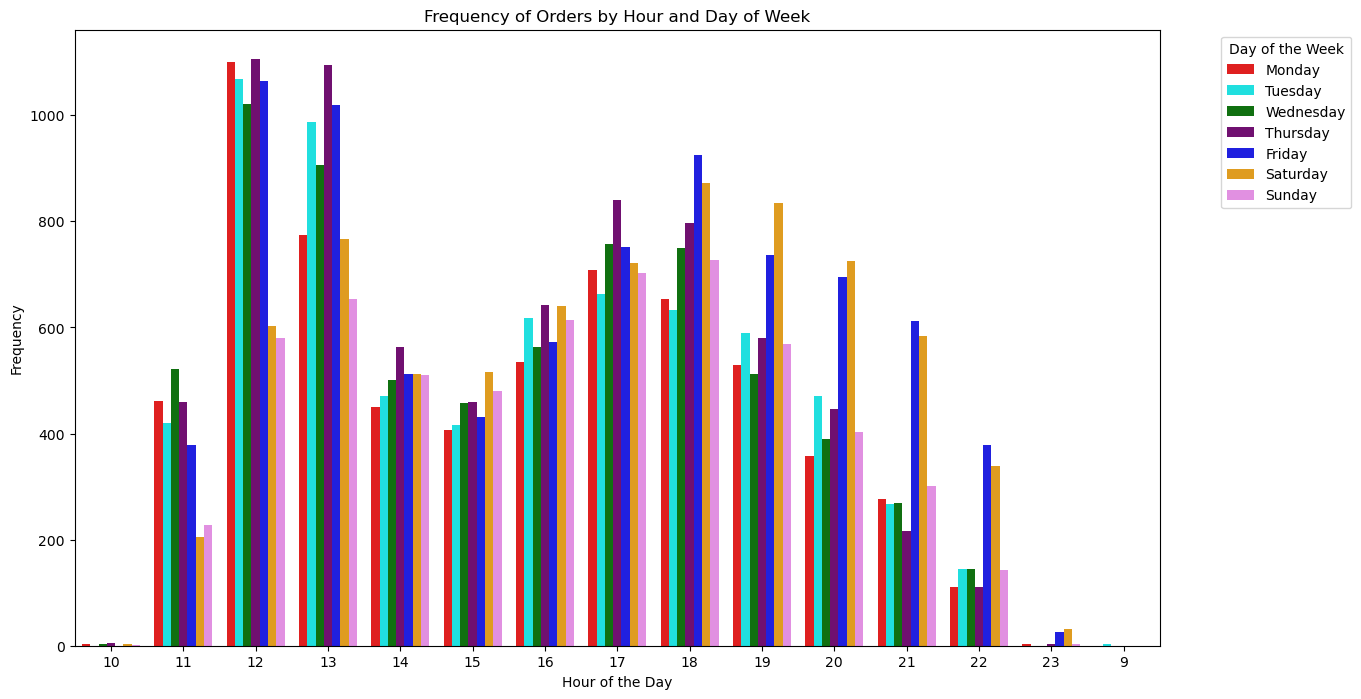 Frequency of Orders by Hour and Day of Week
Day of the Week
Monday
Tuesday
Wednesday
Thursday
Friday
Saturday
Sunday
Frequency
1000
800
600
400
200
0
10 11 12 13 14 15 16 17 18 19 20 21 22 23 9
Hour of the Day